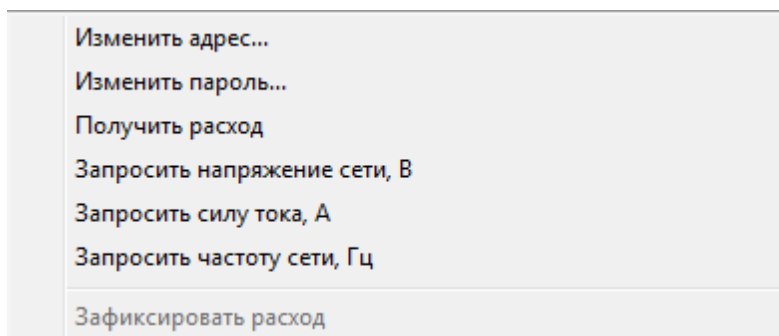 Изменить адрес...
Изменить пароль...
Получить расход
Запросить напряжение сети, В
Запросить силу тока, А
Запросить частоту сети, Гц
Зафиксировать расход